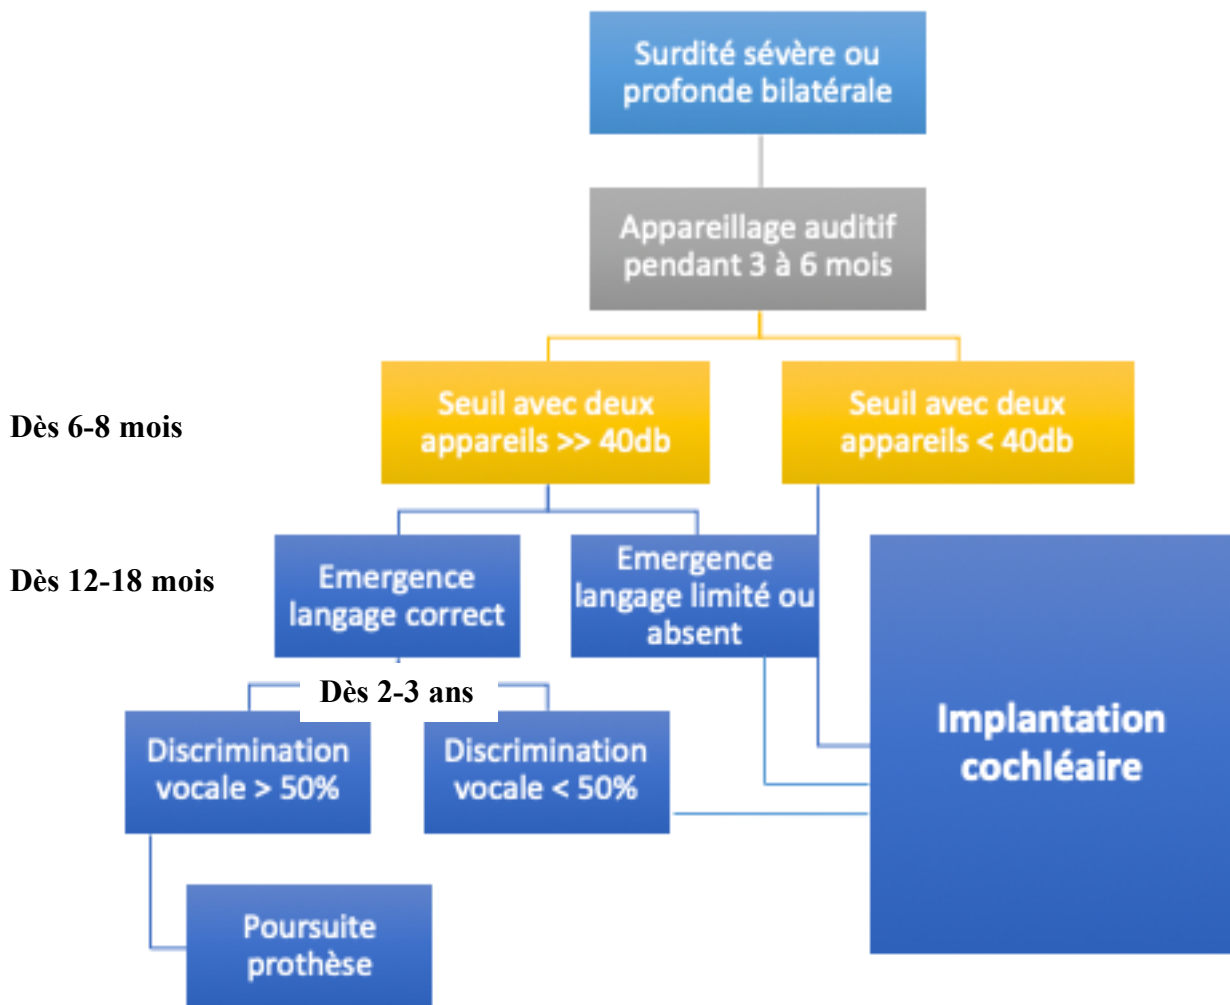 Surdité sévère ou
profonde bilatérale
Appareillage auditif
pendant 3 à 6 mois
Dès 6-8 mois
Seuil avec deux
appareils >> 40db
Seuil avec deux
appareils < 40db
Dès 12-18 mois
Emergence
langage correct
Emergence
langage limité ou
absent
Implantation
cochléaire
Dès 2-3 ans
Discrimination
vocale > 50%
Discrimination
vocale < 50%
Poursuite
prothèse